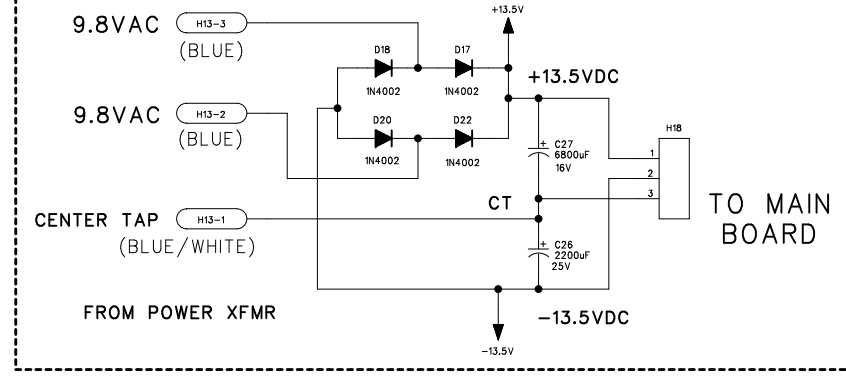 +13.5V
9.8VAC
H13-3
(BLUE)
D18
D17
1N4002
1N4002
+13.5VDC
9.8VAC
H13-2
(BLUE)
D20
D22
1N4002
1N4002
C27
6800uF
16V
H18
1
2
3
TO MAIN
BOARD
CENTER TAP
H13-1
(BLUE/WHITE)
CT
C26
2200uF
25V
FROM POWER XFMR
-13.5VDC
-13.5V
+
+